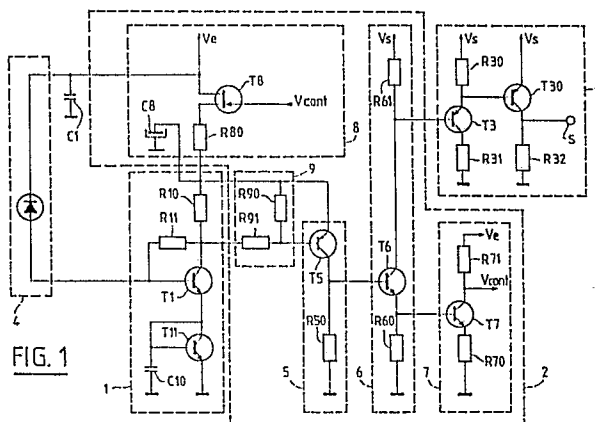 Ve
Vs
Vs
Vs
R30
T8
R61
T30
Vcont
C8
C1
T3
S
R80
8
R31
R32
9
R10
R90
R11
R91
Ve
R71
T6
T5
Vcont
T1
4
T7
R50
R60
T11
R70
FIG. 1
C10
1
5
6
7
2